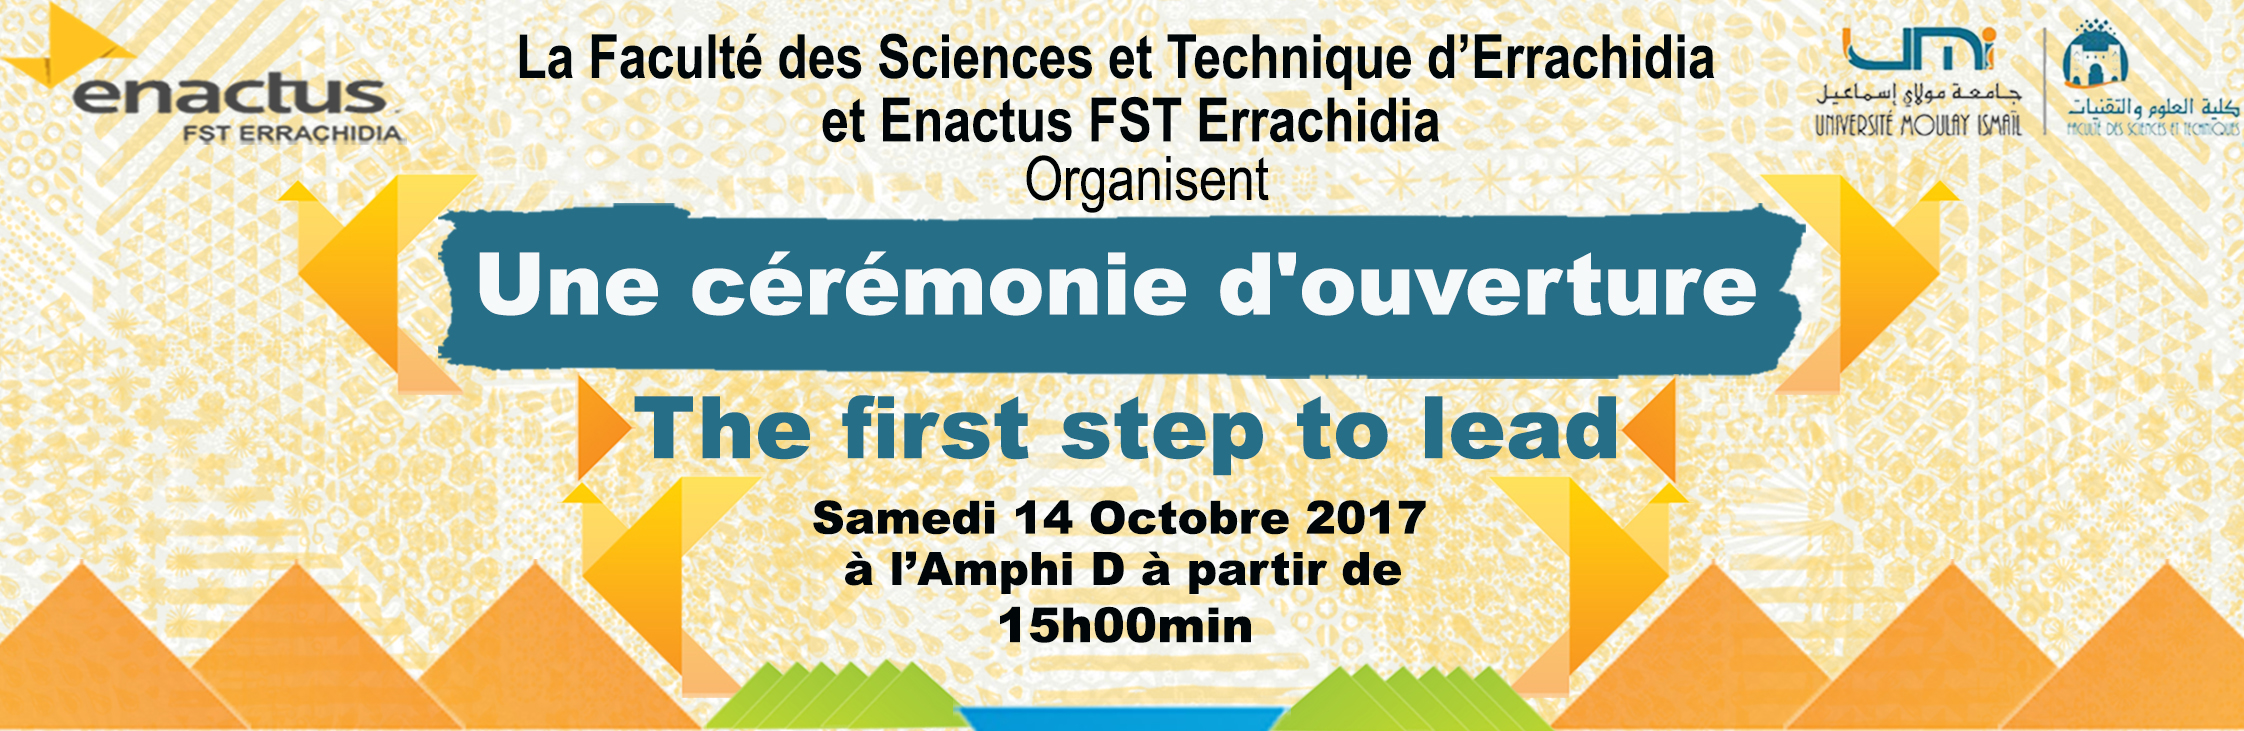 enactus
FST ERRACHIDIA
La Faculté des Sciences et Technique d’Errachidia
et Enactus FST Errachidia
Organisent
UMi
جامعة مولاي إسماعيل
UNIVERSITÉ MOULAY ISMAÏL
كلية العلوم والتقنيات
FACULTÉ DES SCIENCES ET TECHNIQUES
Une cérémonie d'ouverture
The first step to lead
Samedi 14 Octobre 2017
à l’Amphi D à partir de
15h00min